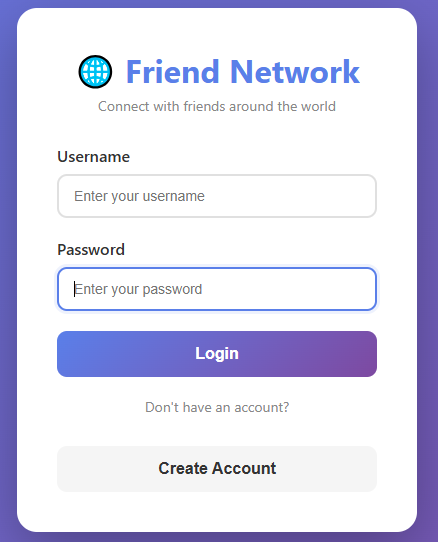 Friend Network
Connect with friends around the world
Username
Enter your username
Password
Enter your password
Login
Don't have an account?
Create Account